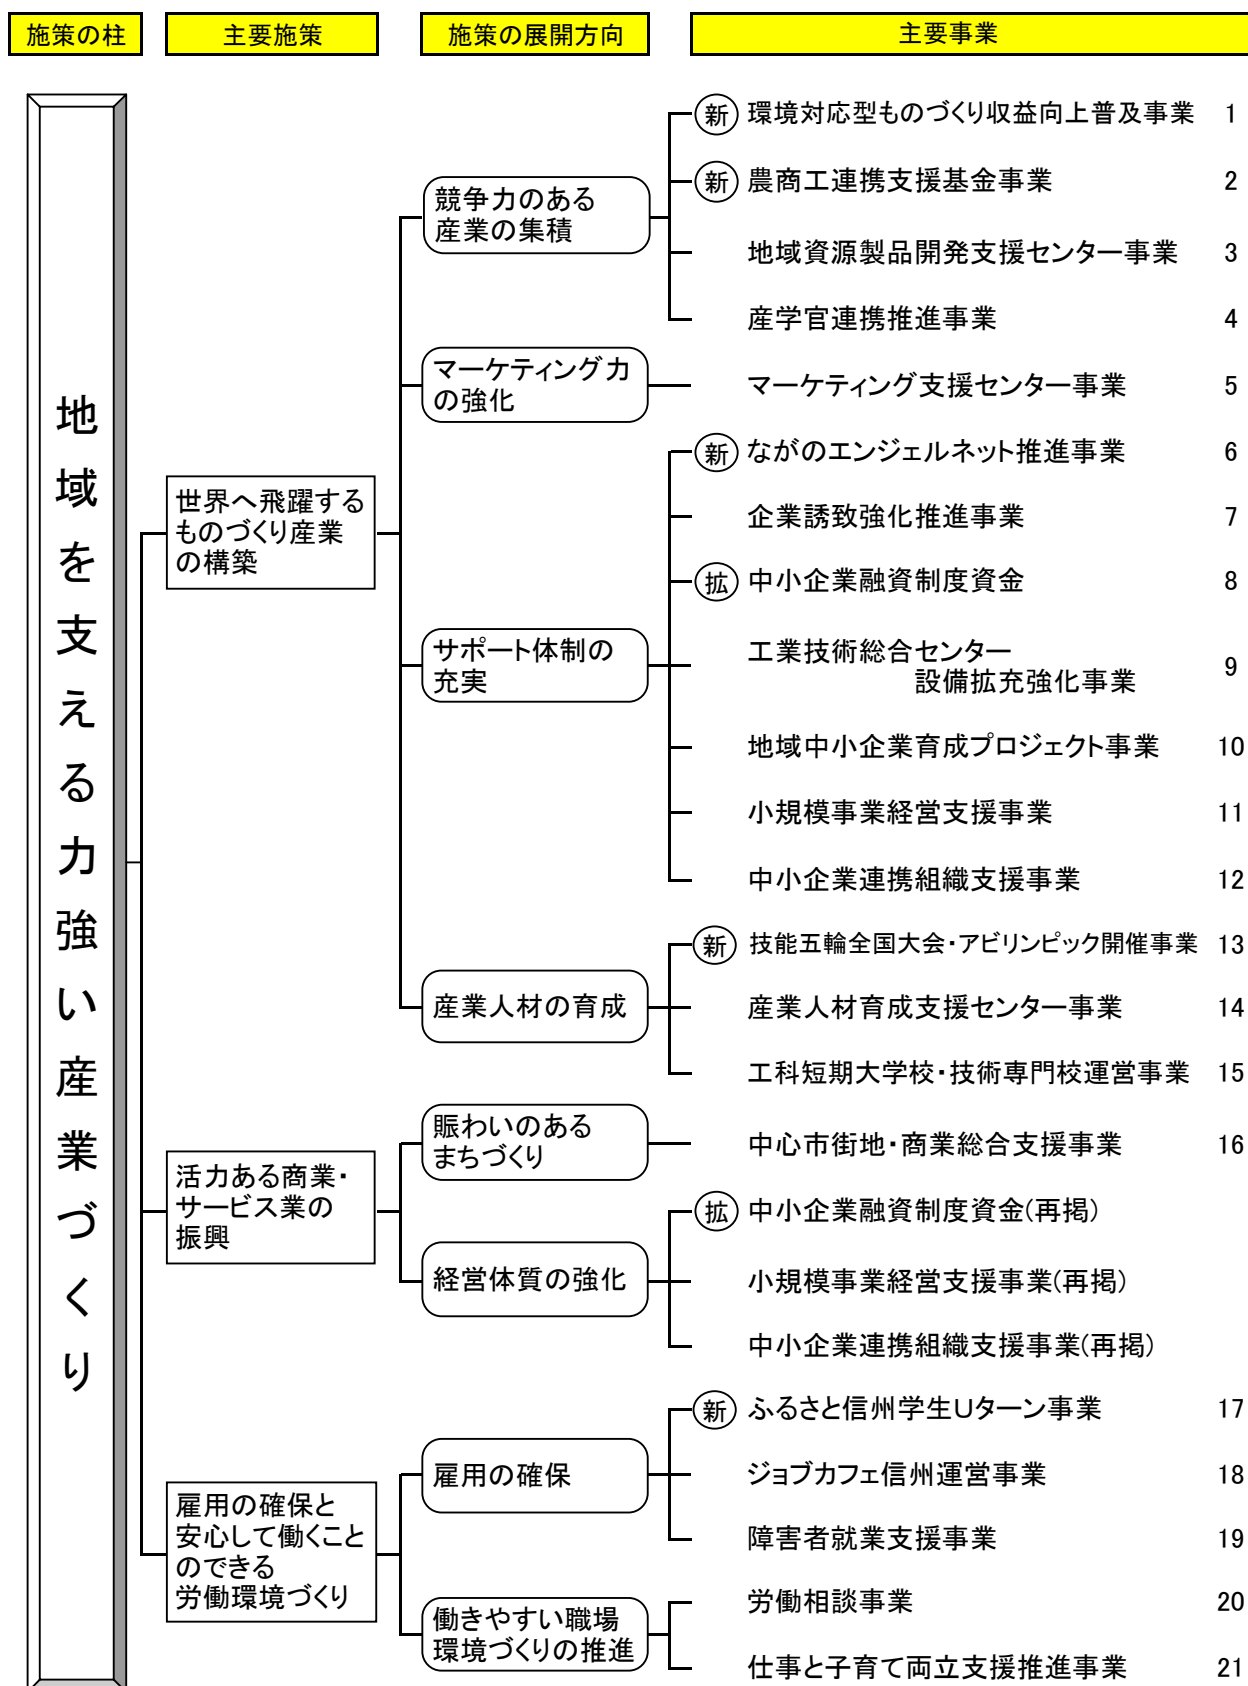 施策の柱
主要施策
施策の展開方向
主要事業
地域を支える力強い産業づくり
世界へ飛躍する
ものづくり産業
の構築
競争力のある
産業の集積
新 環境対応型ものづくり収益向上普及事業 1
新 農商工連携支援基金事業 2
地域資源製品開発支援センター事業 3
産学官連携推進事業 4
マーケティング力
の強化
マーケティング支援センター事業 5
サポート体制の
充実
新 ながのエンジェルネット推進事業 6
企業誘致強化推進事業 7
拡 中小企業融資制度資金 8
工業技術総合センター
設備拡充強化事業 9
地域中小企業育成プロジェクト事業 10
小規模事業経営支援事業 11
中小企業連携組織支援事業 12
産業人材の育成
新 技能五輪全国大会・アビリンピック開催事業 13
産業人材育成支援センター事業 14
工科短期大学校・技術専門校運営事業 15
活力ある商業・
サービス業の
振興
賑わいのある
まちづくり
中心市街地・商業総合支援事業 16
経営体質の強化
拡 中小企業融資制度資金(再掲)
小規模事業経営支援事業(再掲)
中小企業連携組織支援事業(再掲)
雇用の確保と
安心して働くこと
のできる
労働環境づくり
雇用の確保
新 ふるさと信州学生Uターン事業 17
ジョブカフェ信州運営事業 18
障害者就業支援事業 19
働きやすい職場
環境づくりの推進
労働相談事業 20
仕事と子育て両立支援推進事業 21